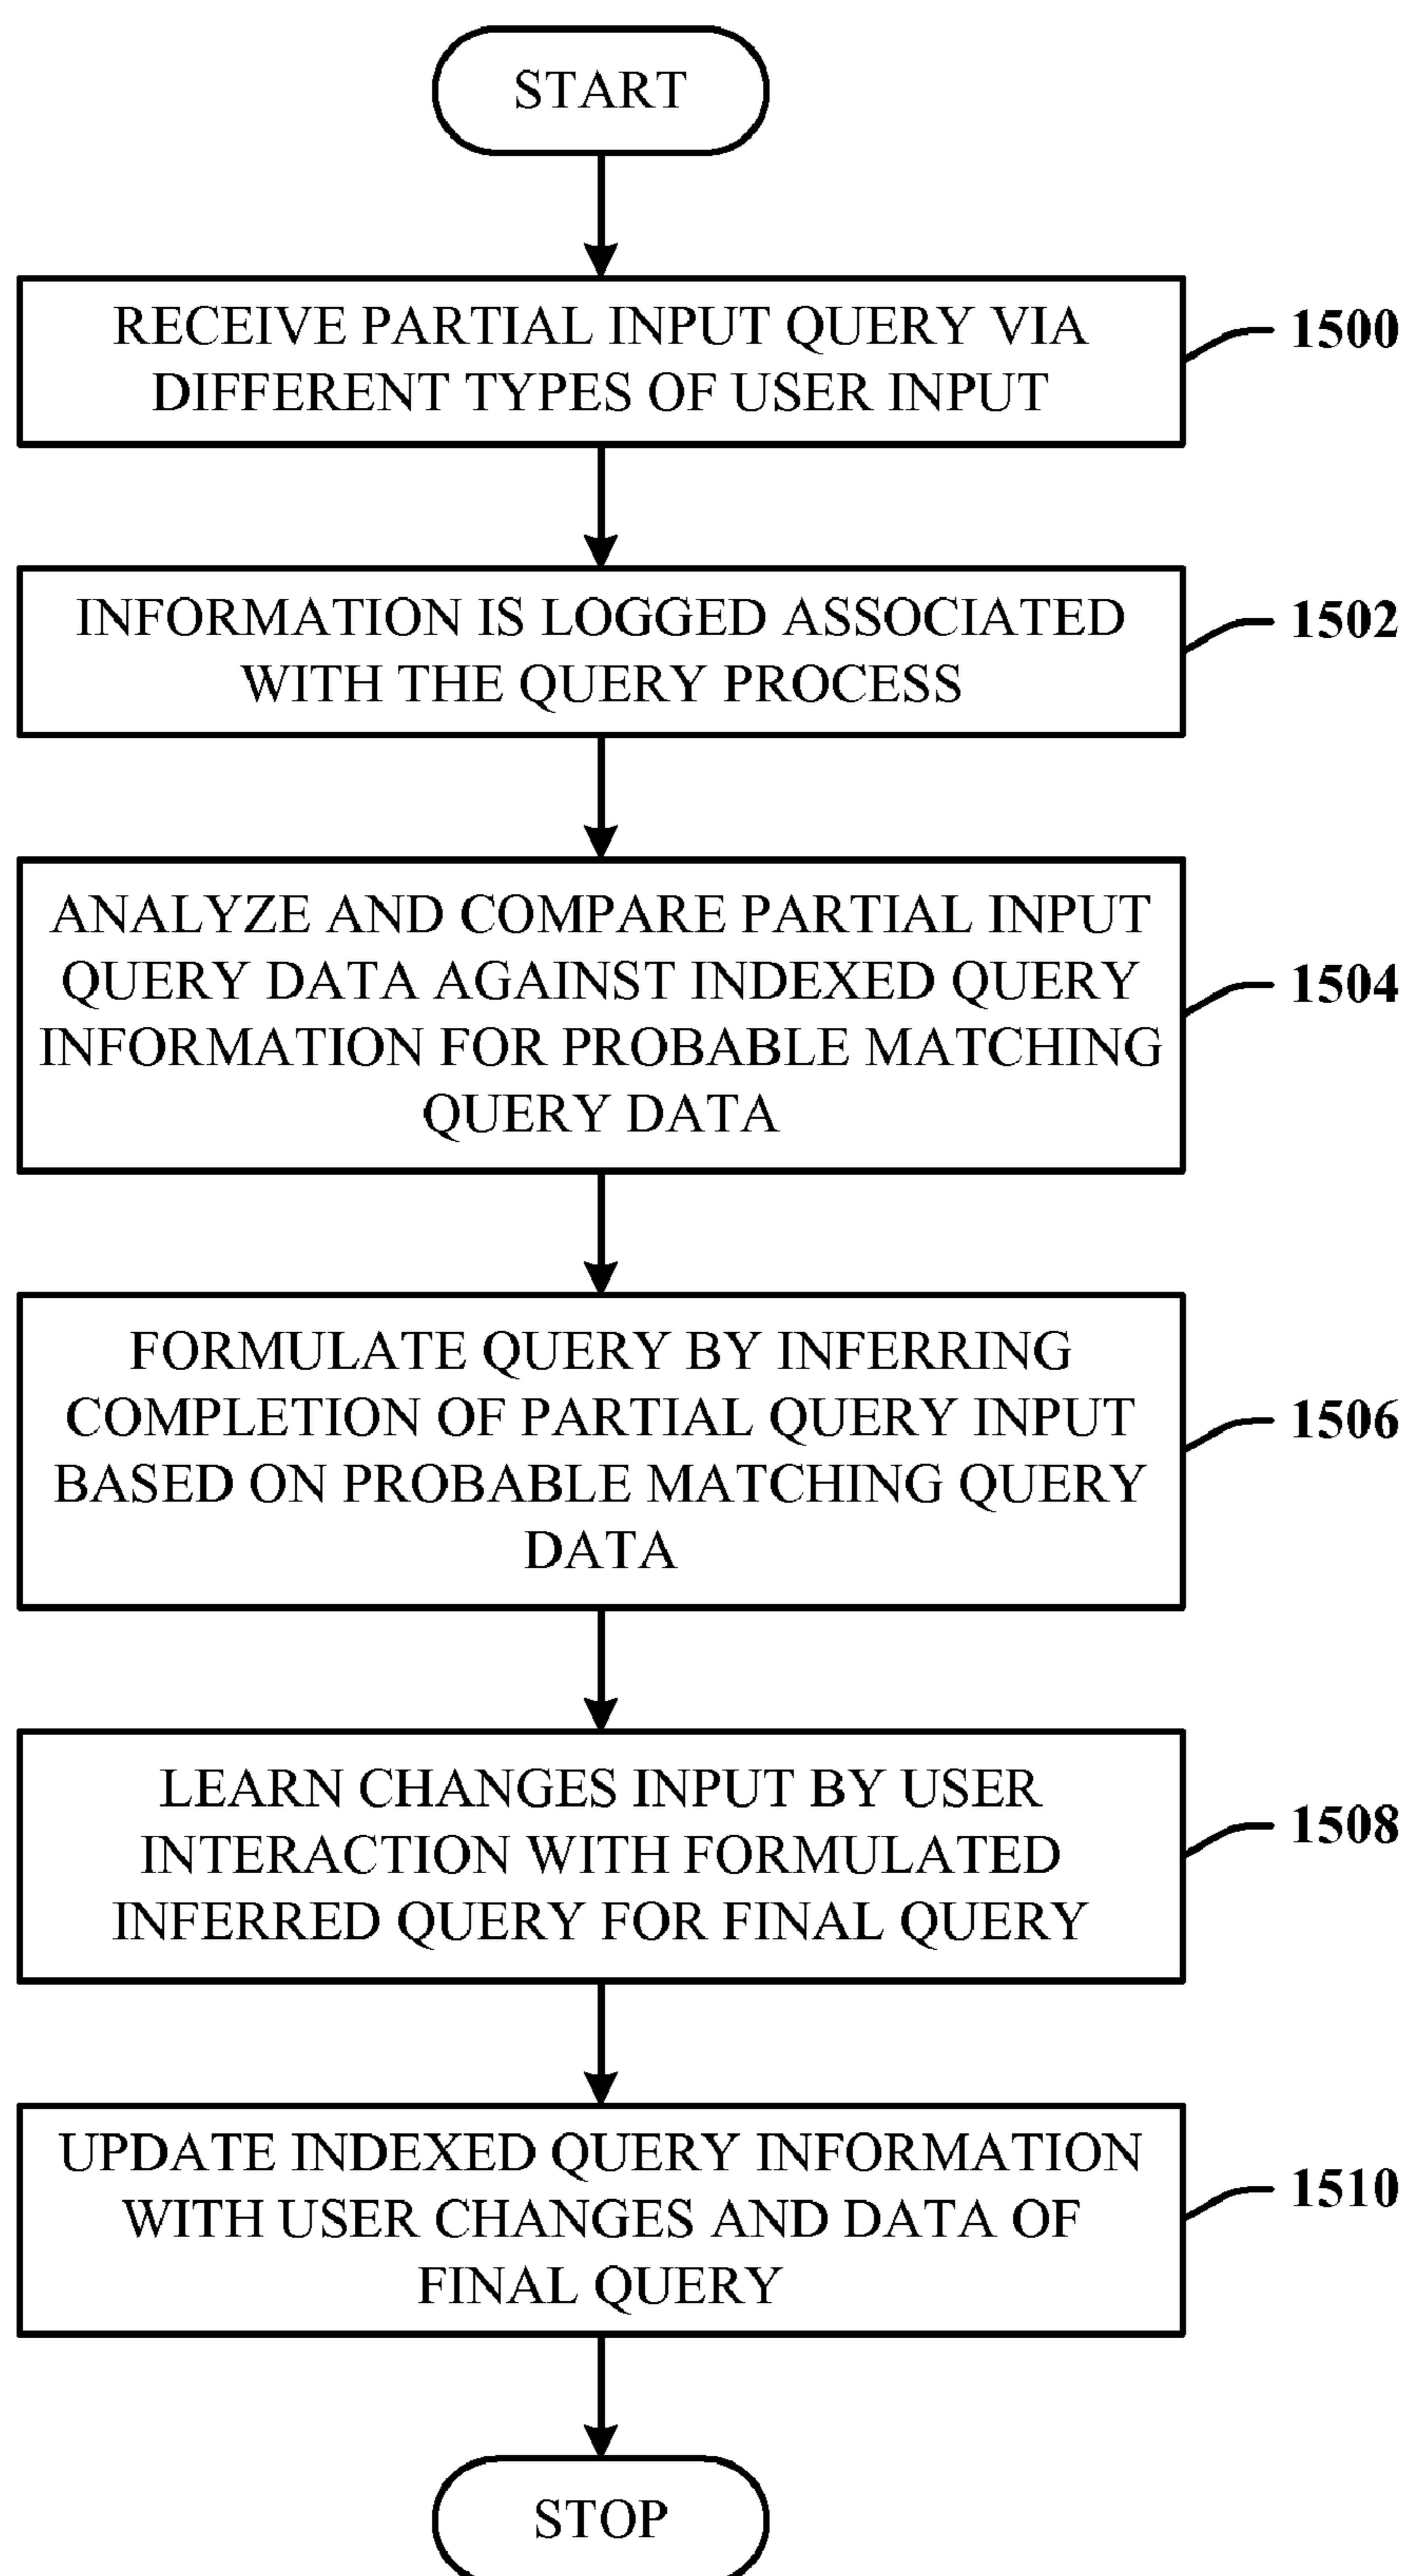 START
RECEIVE PARTIAL INPUT QUERY VIA
DIFFERENT TYPES OF USER INPUT
1500
INFORMATION IS LOGGED ASSOCIATED
WITH THE QUERY PROCESS
1502
ANALYZE AND COMPARE PARTIAL INPUT
QUERY DATA AGAINST INDEXED QUERY
INFORMATION FOR PROBABLE MATCHING
QUERY DATA
1504
FORMULATE QUERY BY INFERRING
COMPLETION OF PARTIAL QUERY INPUT
BASED ON PROBABLE MATCHING QUERY
DATA
1506
LEARN CHANGES INPUT BY USER
INTERACTION WITH FORMULATED
INFERRED QUERY FOR FINAL QUERY
1508
UPDATE INDEXED QUERY INFORMATION
WITH USER CHANGES AND DATA OF
FINAL QUERY
1510
STOP